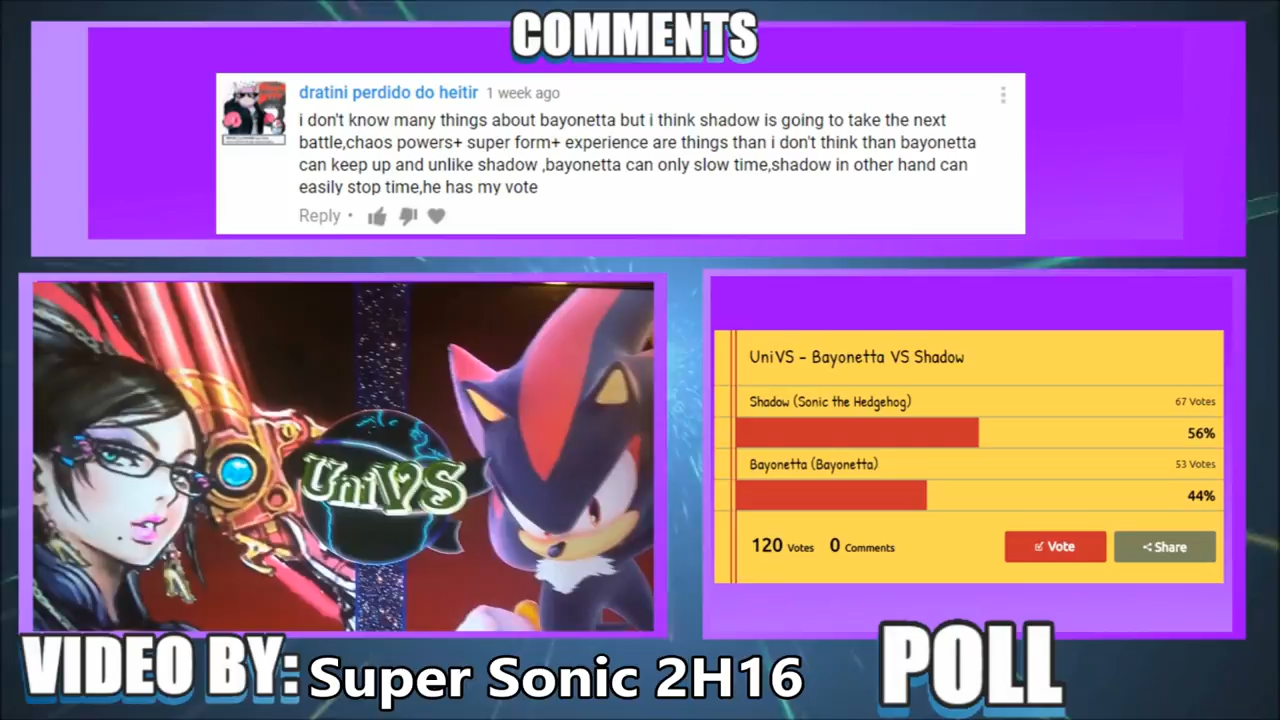 COMMENTS
dratini perdido do heitir 1 week ago
i don't know many things about bayonetta but i think shadow is going to take the next
battle,chaos powers+ super form+ experience are things than i don't think than bayonetta
can keep up and unlike shadow ,bayonetta can only slow time,shadow in other hand can
easily stop time,he has my vote
Reply •
UniVS
UniVS - Bayonetta VS Shadow
Shadow (Sonic the Hedgehog) 67 Votes
56%
Bayonetta (Bayonetta) 53 Votes
44%
120 Votes 0 Comments Vote Share
VIDEO BY: Super Sonic 2H16
POLL